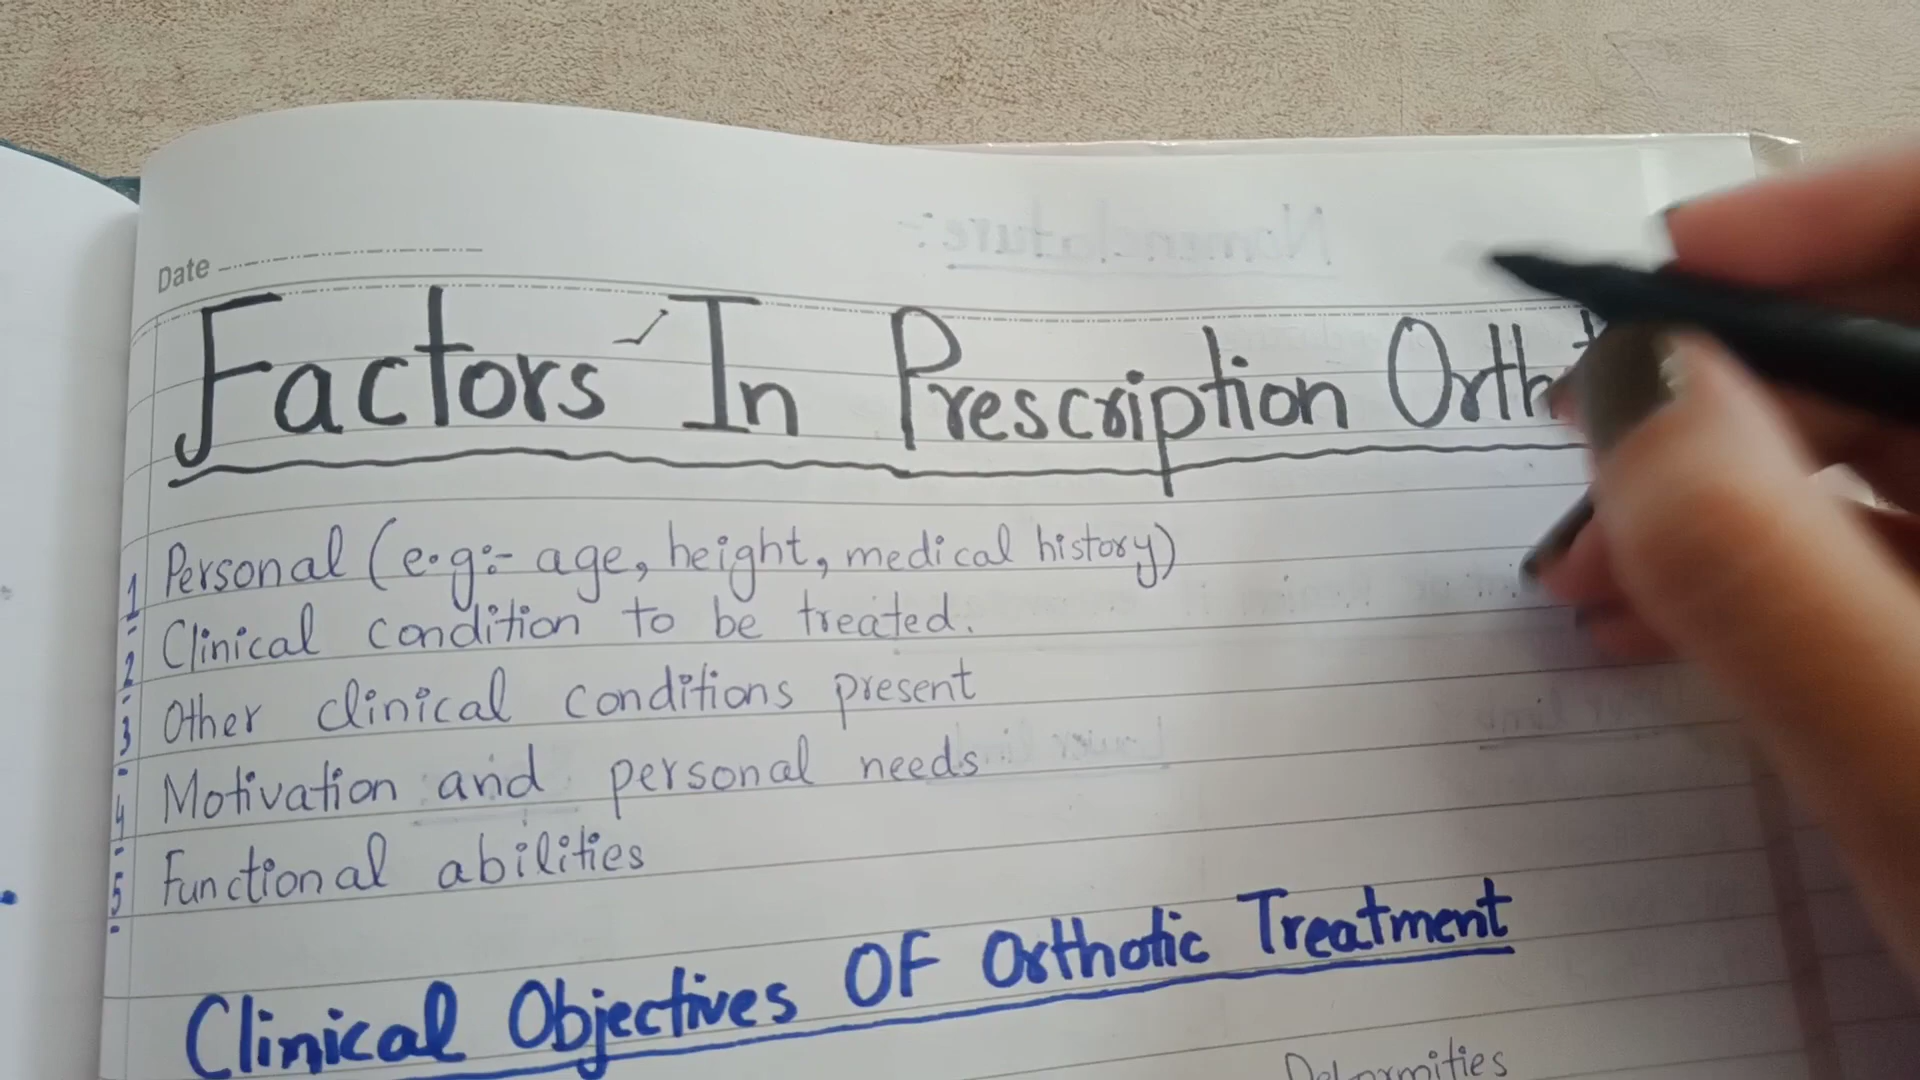 Date
Factors In Prescription
1 Personal (e.g:- age, height, medical history)
2 Clinical condition to be treated.
3 Other clinical conditions present
4 Motivation and personal needs
5 Functional abilities
Clinical Objectives OF Orthotic Treatment